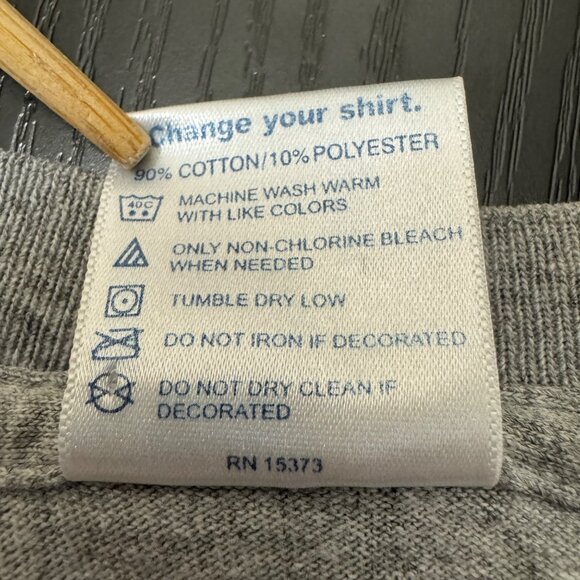 Change your shirt.
90% COTTON/10% POLYESTER
40C
MACHINE WASH WARM
WITH LIKE COLORS
ONLY NON-CHLORINE BLEACH
WHEN NEEDED
TUMBLE DRY LOW
DO NOT IRON IF DECORATED
DO NOT DRY CLEAN IF
DECORATED
RN 15373